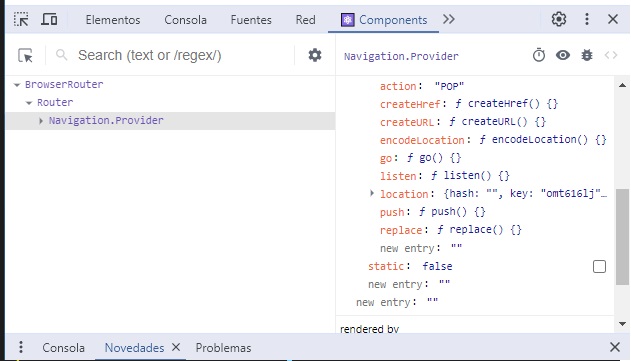 Elementos Consola Fuentes Red Components
Search (text or /regex/)
Navigation.Provider
BrowserRouter
Router
Navigation.Provider
action: "POP"
createHref: ƒ createHref() {}
createURL: ƒ createURL() {}
encodeLocation: ƒ encodeLocation() {}
go: ƒ go() {}
listen: ƒ listen() {}
location: {hash: "", key: "omt616lj"…
push: ƒ push() {}
replace: ƒ replace() {}
new entry: ""
static: false
new entry: ""
new entry: ""
rendered by
Consola Novedades Problemas